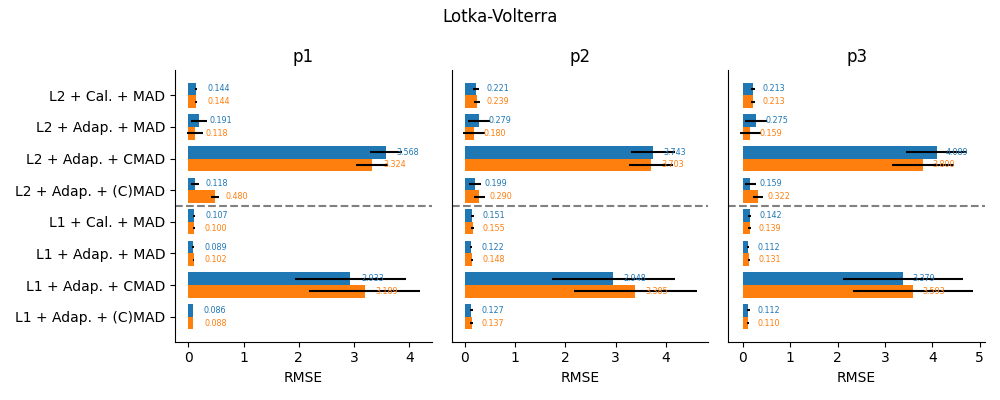 Lotka-Volterra
p1
p2
p3
L2 + Cal. + MAD
0.144
0.144
0.221
0.239
0.213
0.213
L2 + Adap. + MAD
0.191
0.118
0.279
0.180
0.275
0.159
L2 + Adap. + CMAD
3.568
3.324
3.743
3.703
L2 + Adap. + (C)MAD
0.118
0.480
0.199
0.290
0.159
0.322
L1 + Cal. + MAD
0.107
0.100
0.151
0.155
0.142
0.139
L1 + Adap. + MAD
0.089
0.102
0.122
0.148
0.112
0.131
L1 + Adap. + CMAD
L1 + Adap. + (C)MAD
0.086
0.088
0.127
0.137
0.112
0.110
0 1 2 3 4
0 1 2 3 4
0 1 2 3 4 5
RMSE
RMSE
RMSE